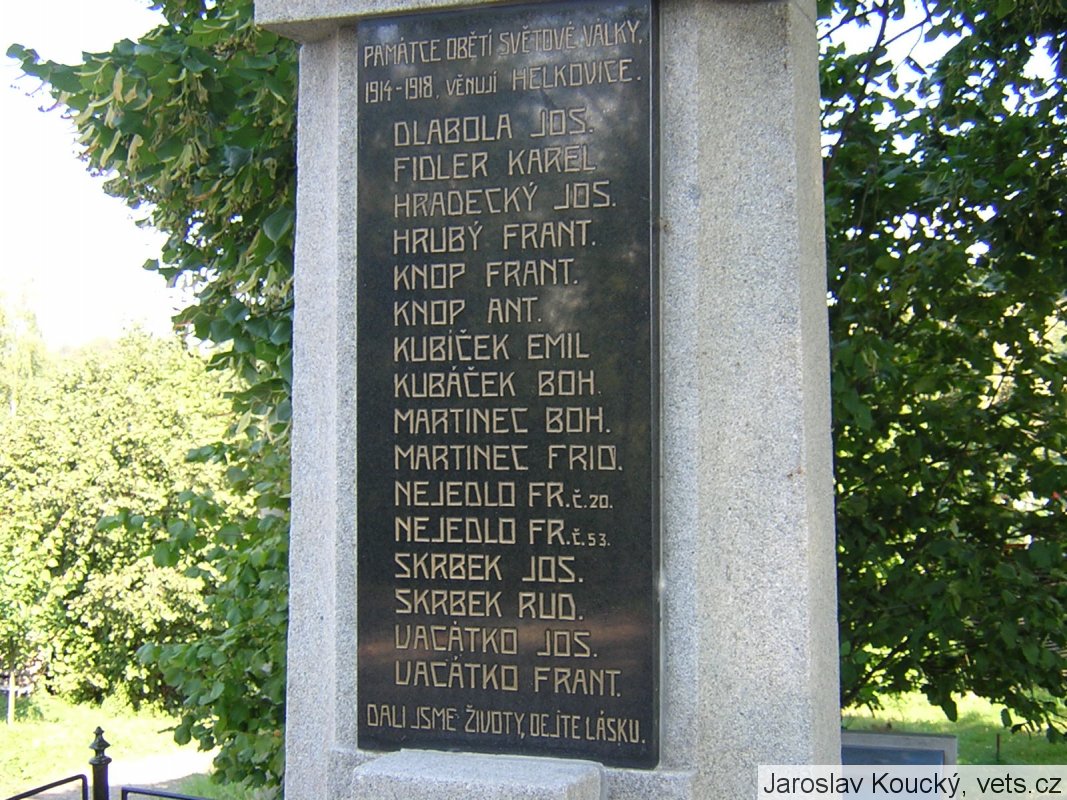 PAMÁTCE OBĚTÍ SVĚTOVÉ VÁLKY,
1914-1918, VĚNUJÍ HELKOVICE.
DLABOLA JOS.
FIDLER KAREL
HRADECKÝ JOS.
HRUBÝ FRANT.
KNOP FRANT.
KNOP ANT.
KUBÍČEK EMIL
KUBÁČEK BOH.
MARTINEC BOH.
MARTINEC FRID.
NEJEDLO FR.č.20.
NEJEDLO FR.č.53.
SKRBEK JOS.
SKRBEK RUD.
VACÁTKO JOS.
VACÁTKO FRANT.
DALI JSME ŽIVOTY, DEJTE LÁSKU.
Jaroslav Koucký, vets.cz